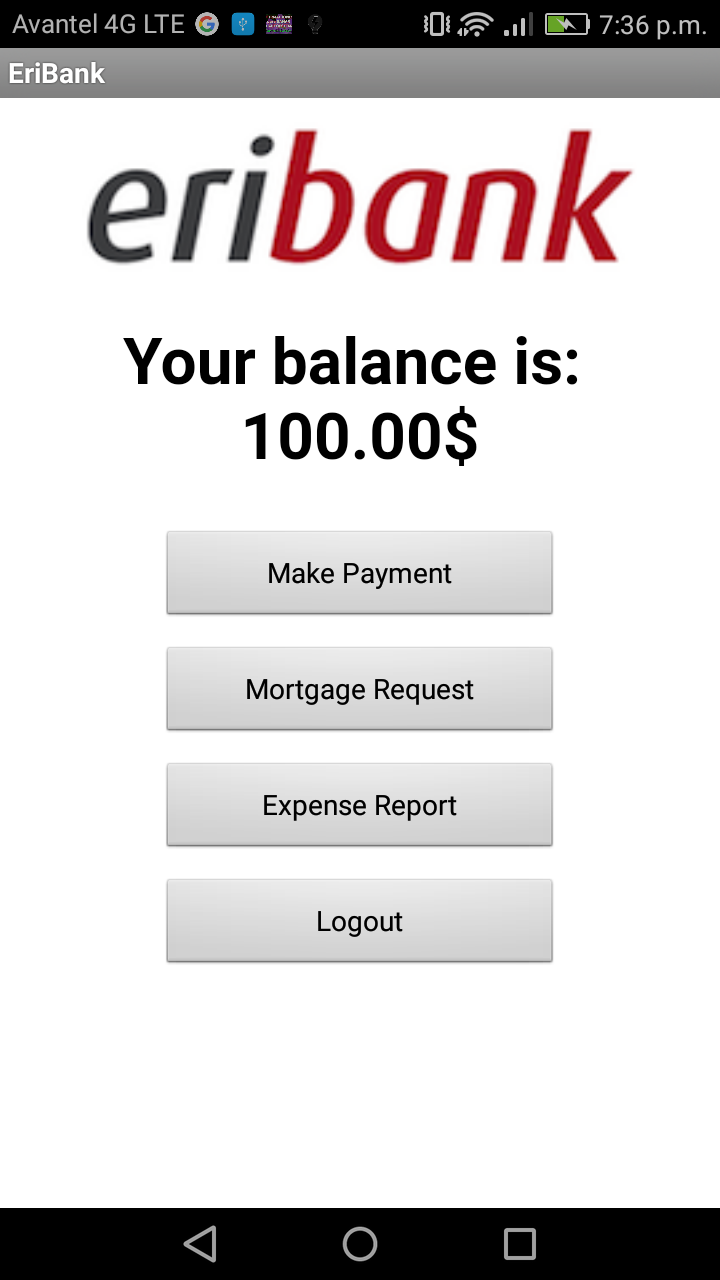 Avantel 4G LTE 7:36 p.m.
EriBank
eribank
Your balance is:
100.00$
Make Payment
Mortgage Request
Expense Report
Logout